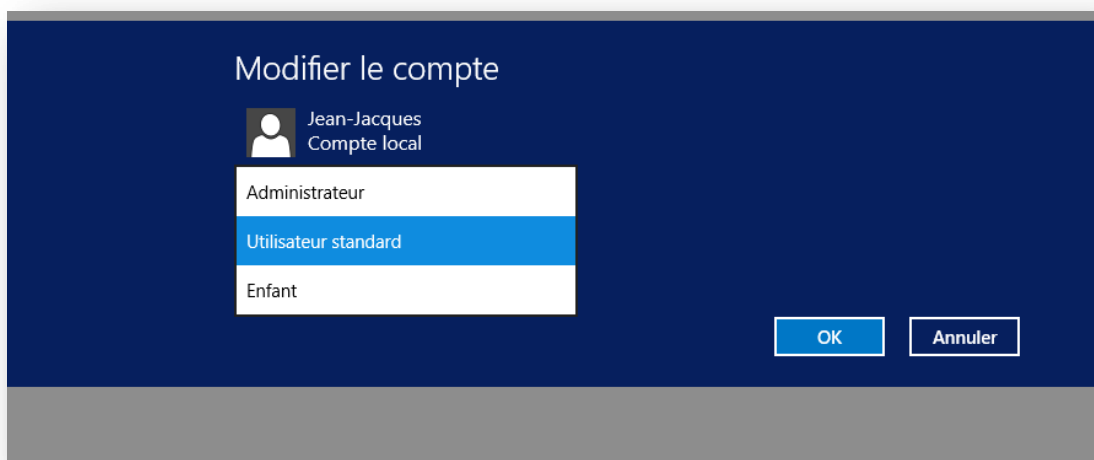 Modifier le compte
Jean-Jacques
Compte local
Administrateur
Utilisateur standard
Enfant
OK
Annuler